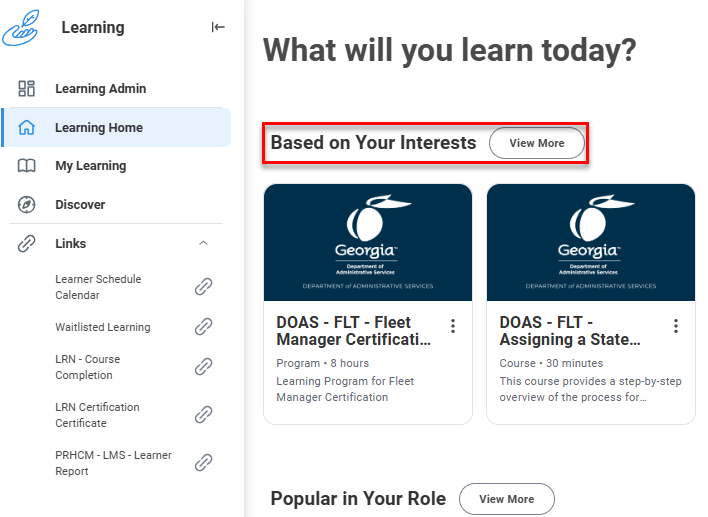 Learning
Learning Admin
Learning Home
My Learning
Discover
Links
Learner Schedule
Calendar
Waitlisted Learning
LRN - Course
Completion
LRN Certification
Certificate
PRHCM - LMS - Learner
Report
What will you learn today?
Based on Your Interests
View More
Georgia™
Department of
Administrative Services
DEPARTMENT OF ADMINISTRATIVE SERVICES
DOAS - FLT - Fleet
Manager Certificati...
Program • 8 hours
Learning Program for Fleet
Manager Certification
Georgia™
Department of
Administrative Services
DEPARTMENT OF ADMINISTRATIVE SERVICES
DOAS - FLT -
Assigning a State...
Course • 30 minutes
This course provides a step-by-step
overview of the process for...
Popular in Your Role
View More